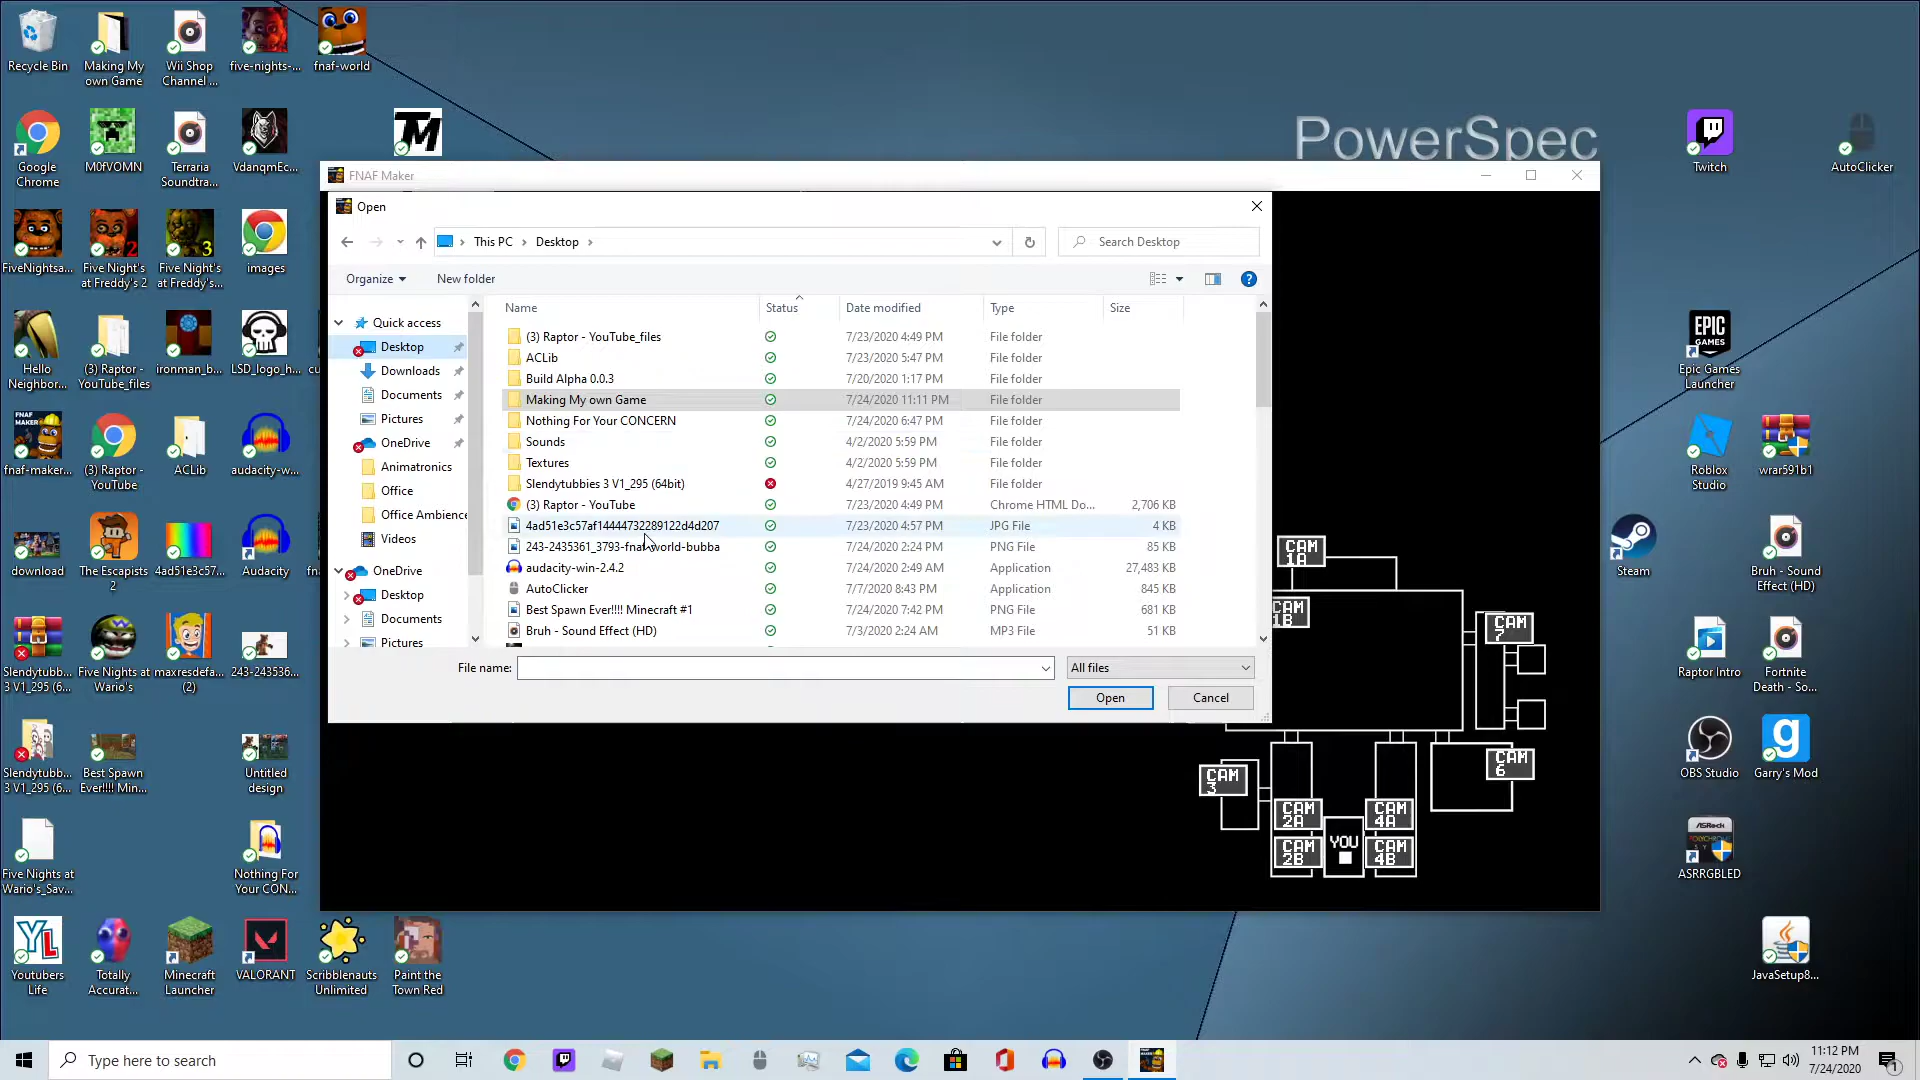 Recycle Bin
Making My
own Game
Wii Shop
Channel ...
five-nights-...
fnaf-world
Google
Chrome
M0fVOMN
Terraria
Soundtra...
VdanqmEc...
TM
PowerSpec
Twitch
AutoClicker
FiveNightsa...
Five Night's
at Freddy's 2
Five Night's
at Freddy's...
images
Hello
Neighbor...
(3) Raptor -
YouTube_files
ironman_b...
LSD_logo_h...
FNAF
MAKER
fnaf-maker...
(3) Raptor -
YouTube
ACLib
audacity-w...
download
The Escapists
2
4ad51e3c57...
Audacity
Slendytubb...
3 V1_295 (6...
Five Nights at
Wario's
maxresdefa...
(2)
243-243536...
Slendytubb...
3 V1_295 (6...
Best Spawn
Ever!!!! Min...
Untitled
design
Five Nights at
Wario's_Sav...
Nothing For
Your CON...
Youtubers
Life
Totally
Accurat...
Minecraft
Launcher
VALORANT
Scribblenauts
Unlimited
Paint the
Town Red
FNAF Maker
Open
This PC
Desktop
Search Desktop
Organize
New folder
Name
Status
Date modified
Type
Size
Quick access
Desktop
Downloads
Documents
Pictures
OneDrive
Animatronics
Office
Office Ambience
Videos
OneDrive
Desktop
Documents
Pictures
(3) Raptor - YouTube_files 7/23/2020 4:49 PM File folder
ACLib 7/23/2020 5:47 PM File folder
Build Alpha 0.0.3 7/20/2020 1:17 PM File folder
Making My own Game 7/24/2020 11:11 PM File folder
Nothing For Your CONCERN 7/24/2020 6:47 PM File folder
Sounds 4/2/2020 5:59 PM File folder
Textures 4/2/2020 5:59 PM File folder
Slendytubbies 3 V1_295 (64bit) 4/27/2019 9:45 AM File folder
(3) Raptor - YouTube 7/23/2020 4:49 PM Chrome HTML Do... 2,706 KB
4ad51e3c57af14444732289122d4d207 7/23/2020 4:57 PM JPG File 4 KB
243-2435361_3793-fnaf-world-bubba 7/24/2020 2:24 PM PNG File 85 KB
audacity-win-2.4.2 7/24/2020 2:49 AM Application 27,483 KB
AutoClicker 7/7/2020 8:43 PM Application 845 KB
Best Spawn Ever!!!! Minecraft #1 7/24/2020 7:42 PM PNG File 681 KB
Bruh - Sound Effect (HD) 7/3/2020 2:24 AM MP3 File 51 KB
File name:
All files
Open
Cancel
CAM
1A
CAM
1B
CAM
7
CAM
3
CAM
6
CAM
2A
CAM
4A
CAM
2B
YOU
CAM
4B
EPIC
GAMES
Epic Games
Launcher
Roblox
Studio
wrar591b1
Steam
Bruh - Sound
Effect (HD)
Raptor Intro
Fortnite
Death - So...
OBS Studio
Garry's Mod
ASRock
ASRRGBLED
JavaSetup8...
Type here to search
11:12 PM
7/24/2020
1